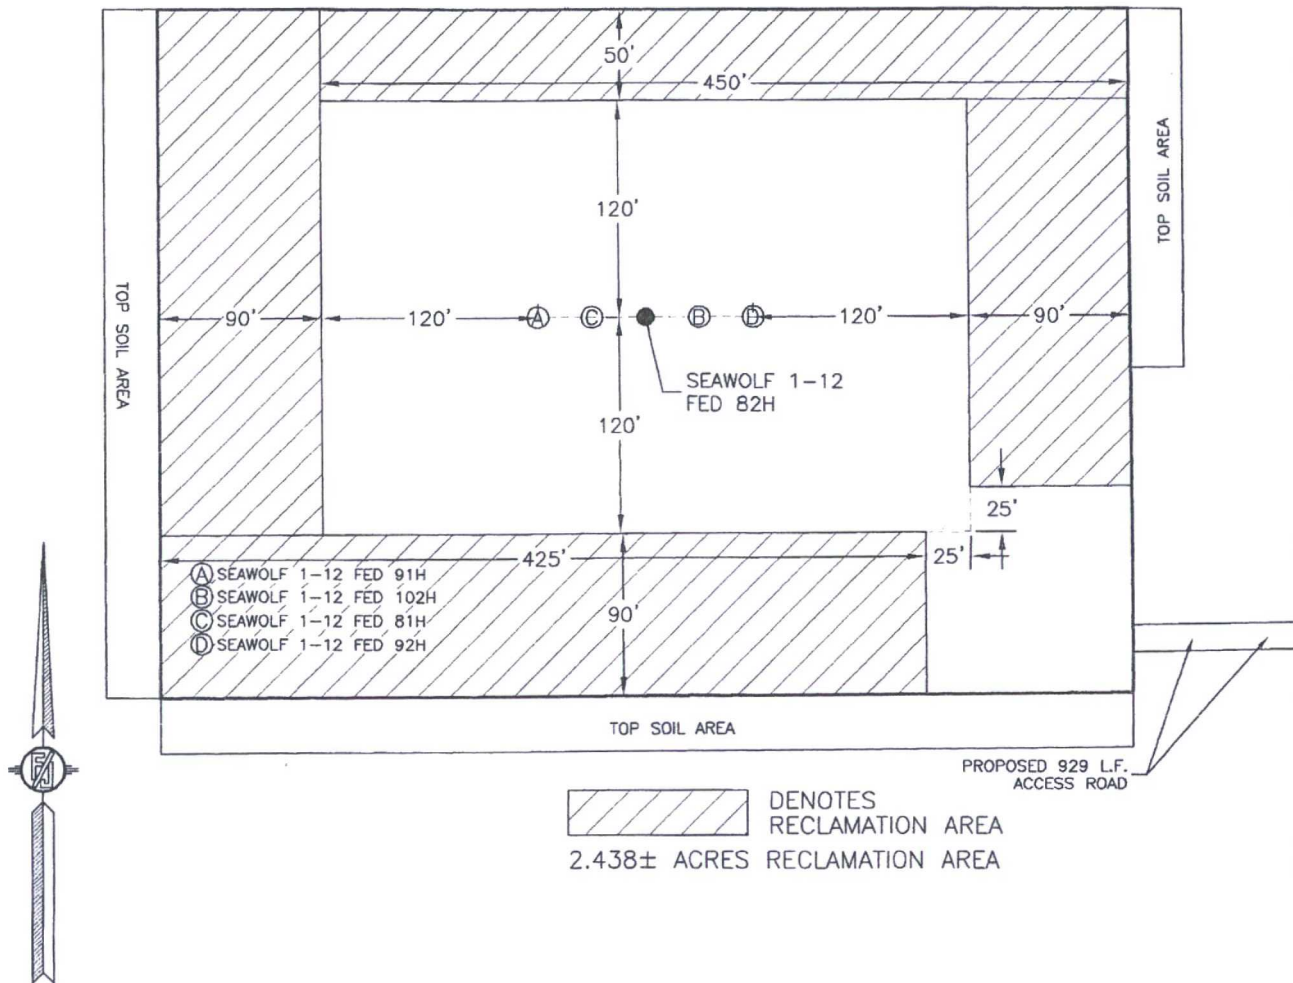 50'
450'
TOP SOIL AREA
120'
TOP SOIL AREA
90'
120'
A
C
B
D
120'
90'
SEAWOLF 1-12
FED 82H
120'
25'
425'
25'
A SEAWOLF 1-12 FED 91H
B SEAWOLF 1-12 FED 102H
C SEAWOLF 1-12 FED 81H
D SEAWOLF 1-12 FED 92H
90'
TOP SOIL AREA
PROPOSED 929 L.F.
ACCESS ROAD
DENOTES
RECLAMATION AREA
2.438± ACRES RECLAMATION AREA